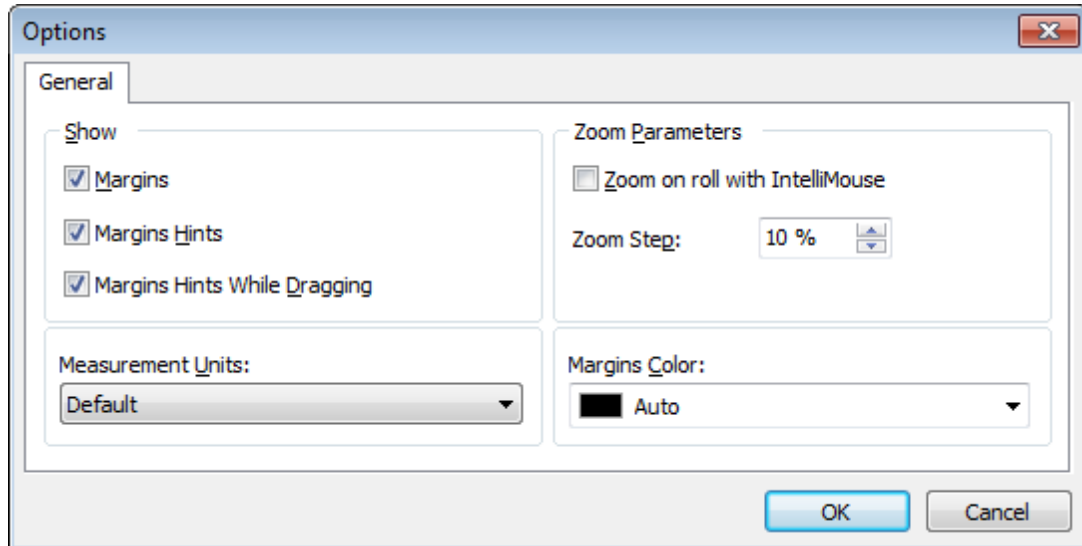 Options
General
Show
Margins
Margins Hints
Margins Hints While Dragging
Zoom Parameters
Zoom on roll with IntelliMouse
Zoom Step: 10 %
Measurement Units:
Default
Margins Color:
Auto
OK Cancel